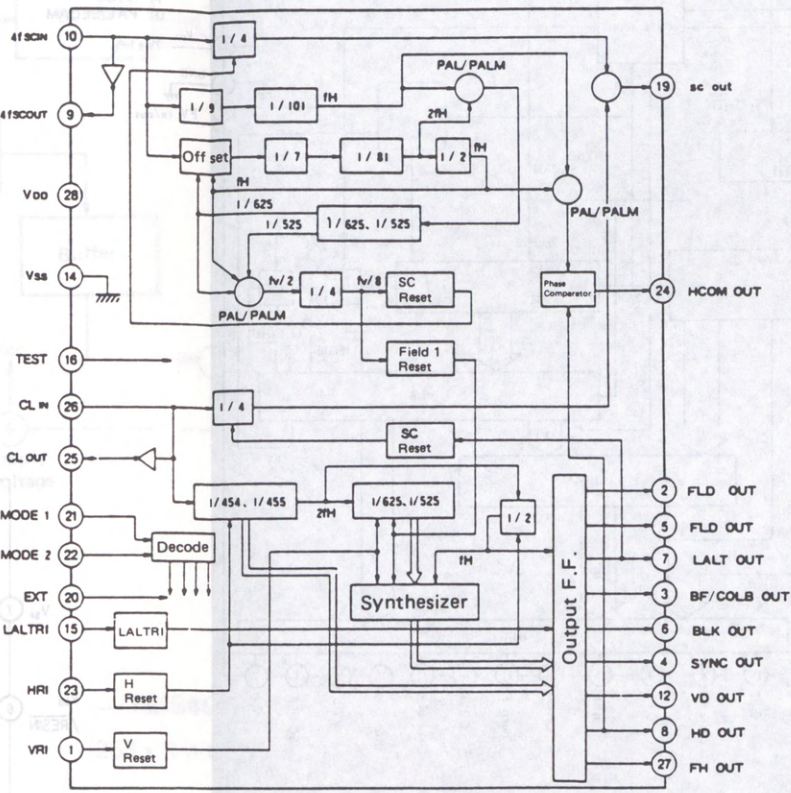 4fSCIN 10
1/4
PAL/PALM
19 sc out
1/9
1/101
fH
9 4fSCOUT
2fH
Off set
1/7
1/81
1/2
fH
VDD 28
fH
1/625
1/625、1/525
1/525
PAL/PALM
VSS 14
fv/2
1/4
fv/8
SC Reset
Phase Comparator
24 HCOM OUT
PAL/PALM
Field 1 Reset
TEST 16
CL IN 26
1/4
SC Reset
CL OUT 25
1/454、1/455
2fH
1/625、1/525
1/2
2 FLD OUT
MODE 1 21
5 FLD OUT
Decode
fH
MODE 2 22
7 LALT OUT
Output F.F.
EXT 20
Synthesizer
3 BF/COLB OUT
LALTRI 15
LALTRI
6 BLK OUT
4 SYNC OUT
HRI 23
H Reset
12 VD OUT
8 HD OUT
VRI 1
V Reset
27 FH OUT